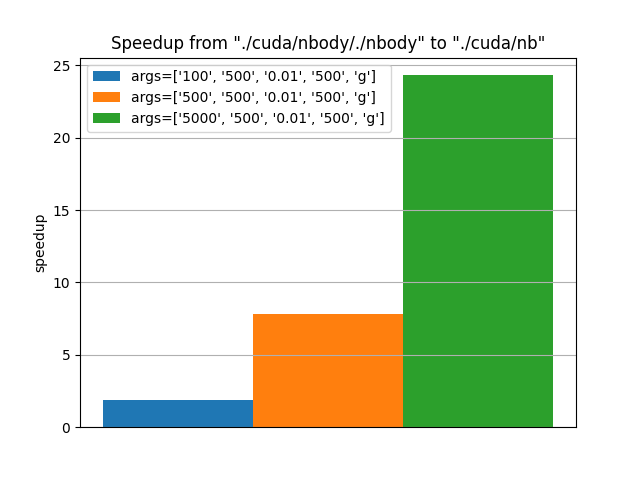 Speedup from "./cuda/nbody/./nbody" to "./cuda/nb"
args=['100', '500', '0.01', '500', 'g']
args=['500', '500', '0.01', '500', 'g']
args=['5000', '500', '0.01', '500', 'g']
25
20
15
10
5
0
speedup